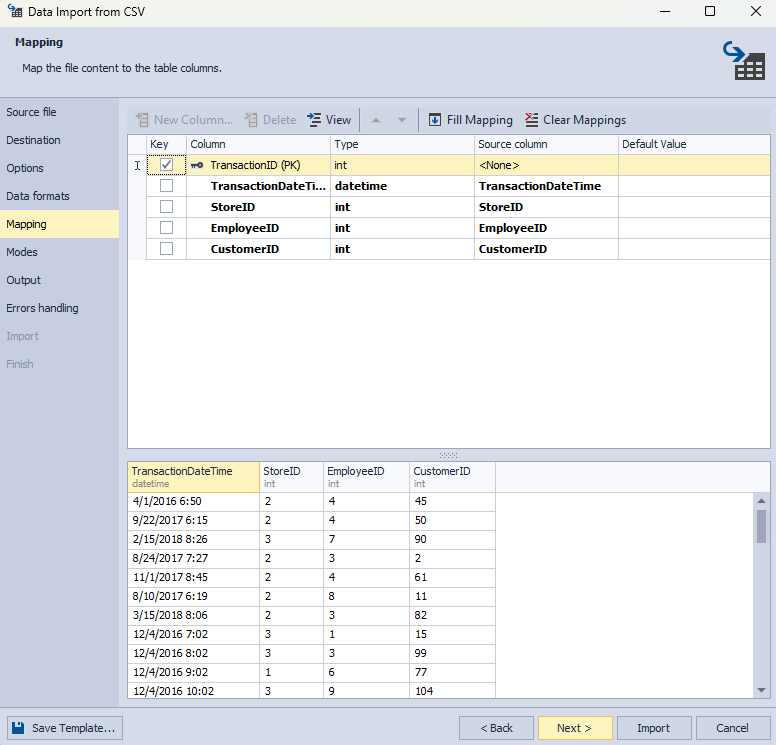 Data Import from CSV
Mapping
Map the file content to the table columns.
Source file
Destination
Options
Data formats
Mapping
Modes
Output
Errors handling
Import
Finish
New Column... Delete View Fill Mapping Clear Mappings
Key Column Type Source column Default Value
TransactionID (PK) int <None>
TransactionDateTi... datetime TransactionDateTime
StoreID int StoreID
EmployeeID int EmployeeID
CustomerID int CustomerID
TransactionDateTime StoreID EmployeeID CustomerID
datetime int int int
4/1/2016 6:50 2 4 45
9/22/2017 6:15 2 4 50
2/15/2018 8:26 3 7 90
8/24/2017 7:27 2 3 2
11/1/2017 8:45 2 4 61
8/10/2017 6:19 2 8 11
3/15/2018 8:06 2 3 82
12/4/2016 7:02 3 1 15
12/4/2016 8:02 3 3 99
12/4/2016 9:02 1 6 77
12/4/2016 10:02 3 9 104
Save Template... < Back Next > Import Cancel